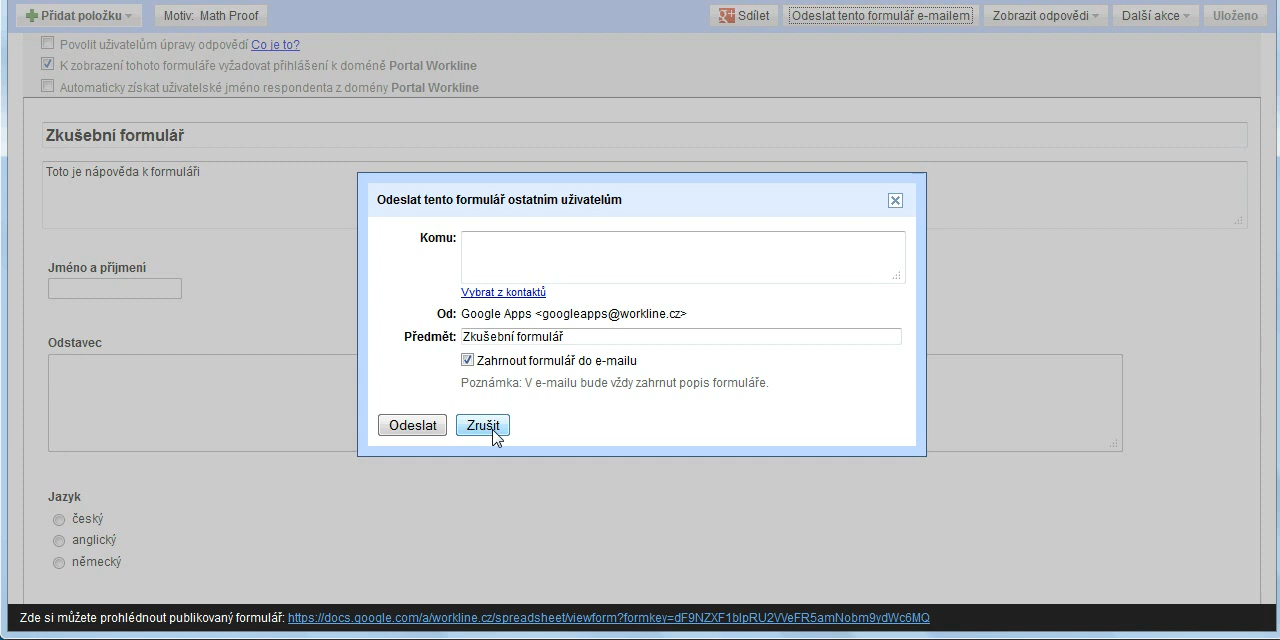 Přidat položku
Motiv: Math Proof
Sdílet
Odeslat tento formulář e-mailem
Zobrazit odpovědi
Další akce
Uloženo
Povolit uživatelům úpravy odpovědí Co je to?
K zobrazení tohoto formuláře vyžadovat přihlášení k doméně Portal Workline
Automaticky získat uživatelské jméno respondenta z domény Portal Workline
Zkušební formulář
Toto je nápověda k formuláři
Odeslat tento formulář ostatním uživatelům
Komu:
Vybrat z kontaktů
Od: Google Apps <googleapps@workline.cz>
Předmět: Zkušební formulář
Zahrnout formulář do e-mailu
Poznámka: V e-mailu bude vždy zahrnut popis formuláře.
Odeslat
Zrušit
Jméno a příjmení
Odstavec
Jazyk
český
anglický
německý
Zde si můžete prohlédnout publikovaný formulář: https://docs.google.com/a/workline.cz/spreadsheet/viewform?formkey=dF9NZXF1blpRU2VVeFR5amNobm9ydWc6MQ